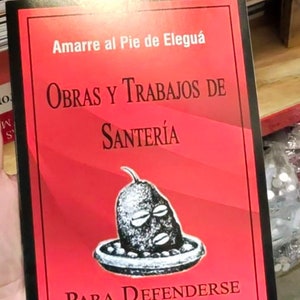 Amarre al Pie de Eleguá
OBRAS Y TRABAJOS DE
SANTERÍA
PARA DEFENDERSE